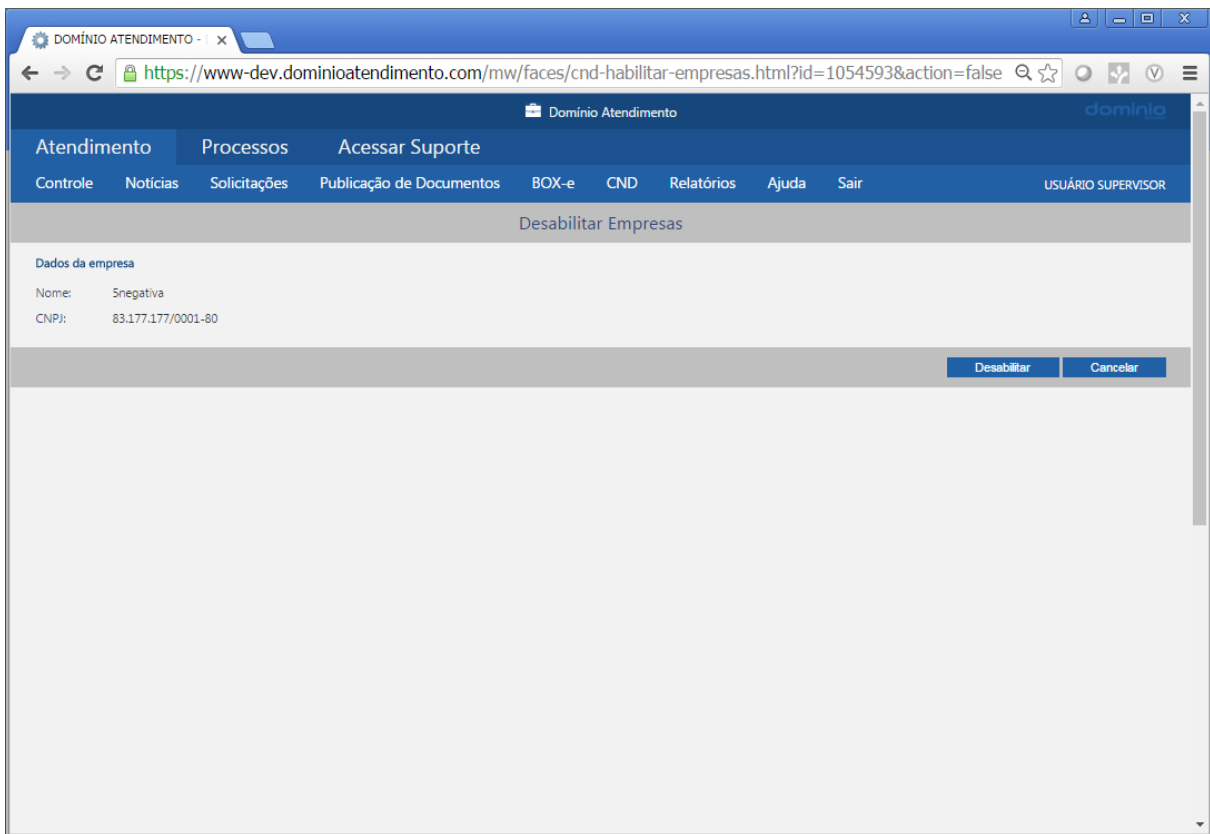 DOMÍNIO ATENDIMENTO -
https://www-dev.dominioatendimento.com/mw/faces/cnd-habilitar-empresas.html?id=1054593&action=false
Domínio Atendimento
domínio
Atendimento Processos Acessar Suporte
Controle Notícias Solicitações Publicação de Documentos BOX-e CND Relatórios Ajuda Sair USUÁRIO SUPERVISOR
Desabilitar Empresas
Dados da empresa
Nome: 5negativa
CNPJ: 83.177.177/0001-80
Desabilitar Cancelar